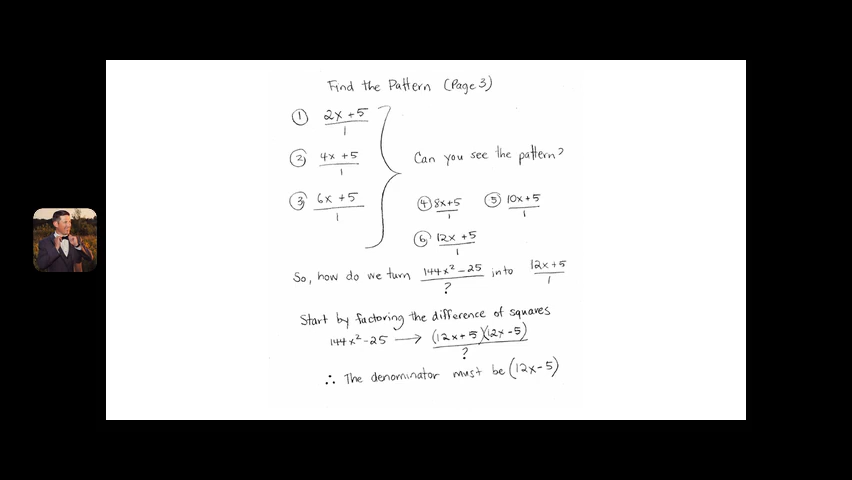 Find the Pattern (Page 3)
① 2x + 5
1
② 4x + 5
1
③ 6x + 5
1
Can you see the pattern?
④ 8x+5
1
⑤ 10x+5
1
⑥ 12x + 5
1
So, how do we turn 144x² - 25 into 12x + 5
? 1
Start by factoring the difference of squares
144x² - 25 → (12x + 5)(12x - 5)
?
∴ The denominator must be (12x - 5)